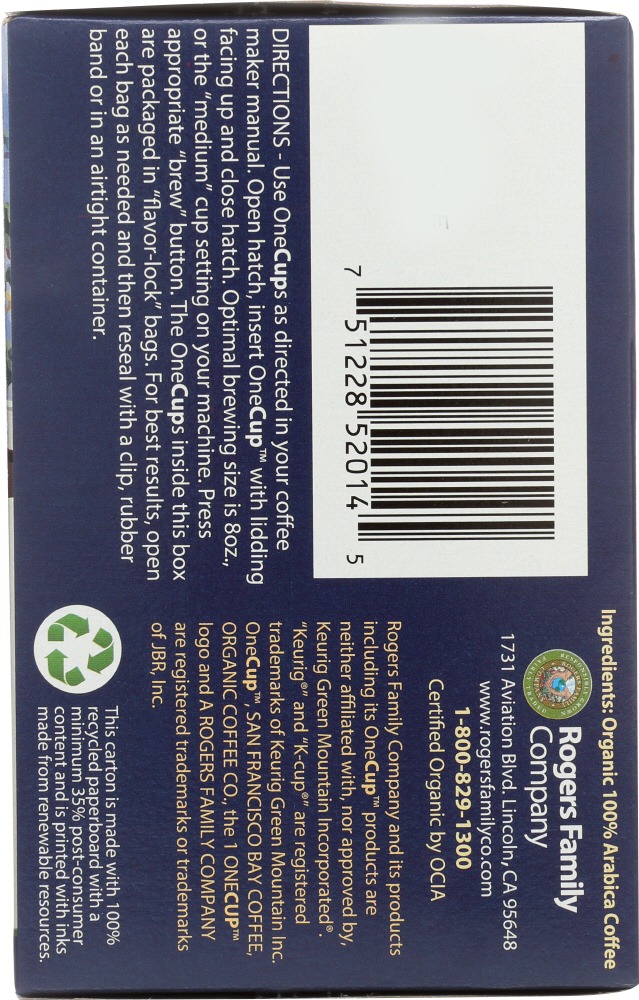 7 51228 52014 5
DIRECTIONS - Use OneCups as directed in your coffee
maker manual. Open hatch, insert OneCup™ with lidding
facing up and close hatch. Optimal brewing size is 8oz.,
or the "medium" cup setting on your machine. Press
appropriate "brew" button. The OneCups inside this box
are packaged in "flavor-lock" bags. For best results, open
each bag as needed and then reseal with a clip, rubber
band or in an airtight container.
Ingredients: Organic 100% Arabica Coffee
Rogers Family
Company
1731 Aviation Blvd. Lincoln, CA 95648
www.rogersfamilyco.com
1-800-829-1300
Certified Organic by OCIA
Rogers Family Company and its products
including its OneCup™ products are
neither affiliated with, nor approved by,
Keurig Green Mountain Incorporated®.
"Keurig®" and "K-cup®" are registered
trademarks of Keurig Green Mountain Inc.
OneCup™, SAN FRANCISCO BAY COFFEE,
ORGANIC COFFEE CO., the 1 ONECUP™
logo and A ROGERS FAMILY COMPANY
are registered trademarks or trademarks
of JBR, Inc.
This carton is made with 100%
recycled paperboard with a
minimum 35% post-consumer
content and is printed with inks
made from renewable resources.